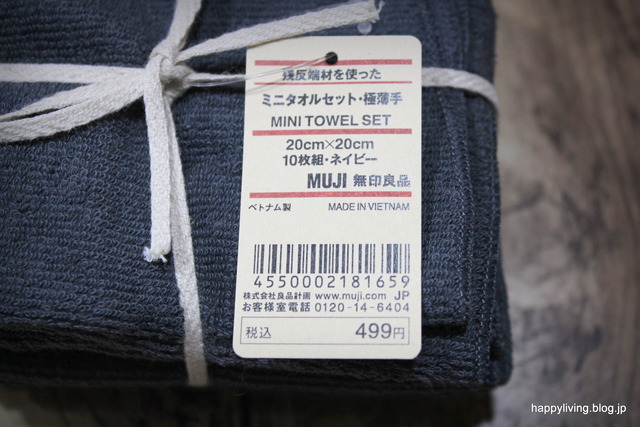 残反端材を使った
ミニタオルセット・極薄手
MINI TOWEL SET
20cm×20cm
10枚組・ネイビー
MUJI 無印良品
ベトナム製 MADE IN VIETNAM
4550002181659
株式会社良品計画 www.muji.com JP
お客様室電話 0120-14-6404
税込 499円
happyliving.blog.jp